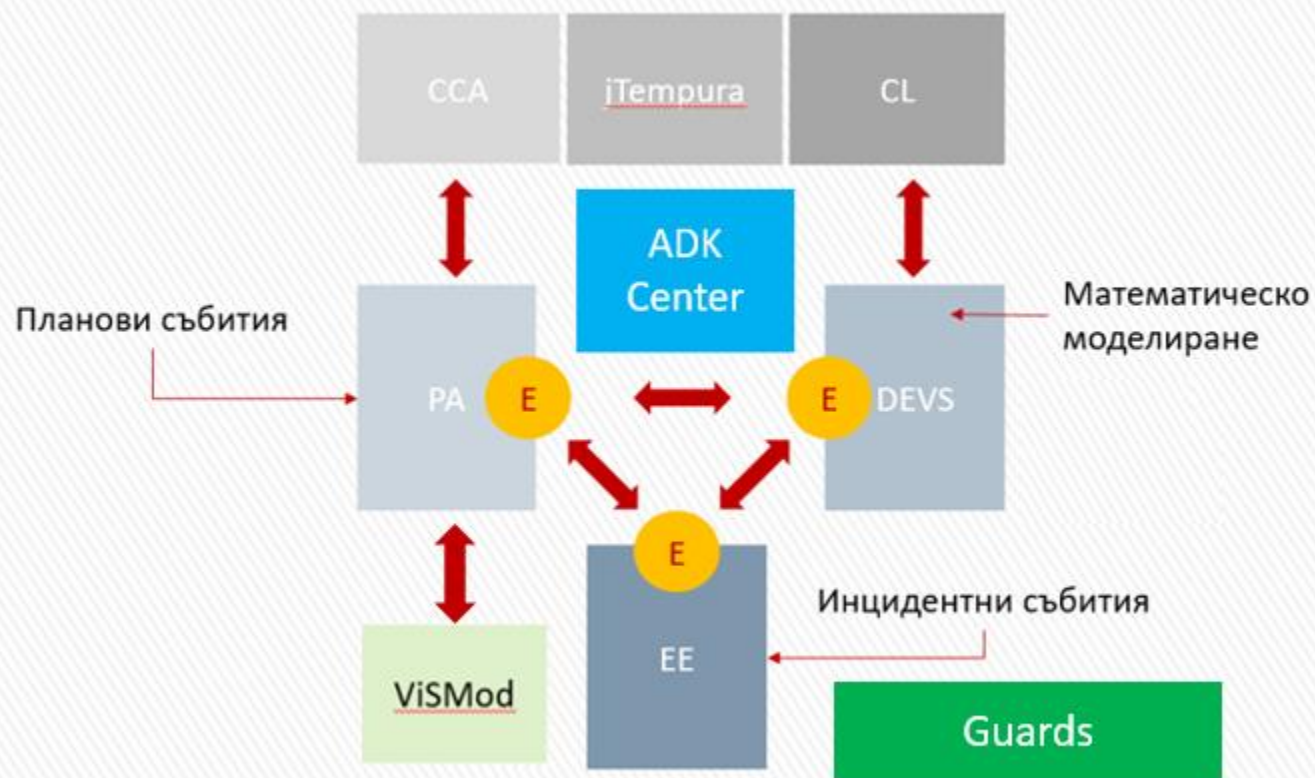 CCA
jTempura
CL
ADK
Center
Планови събития
Математическо
моделиране
PA
E
E
DEVS
E
Инцидентни събития
EE
ViSMod
Guards